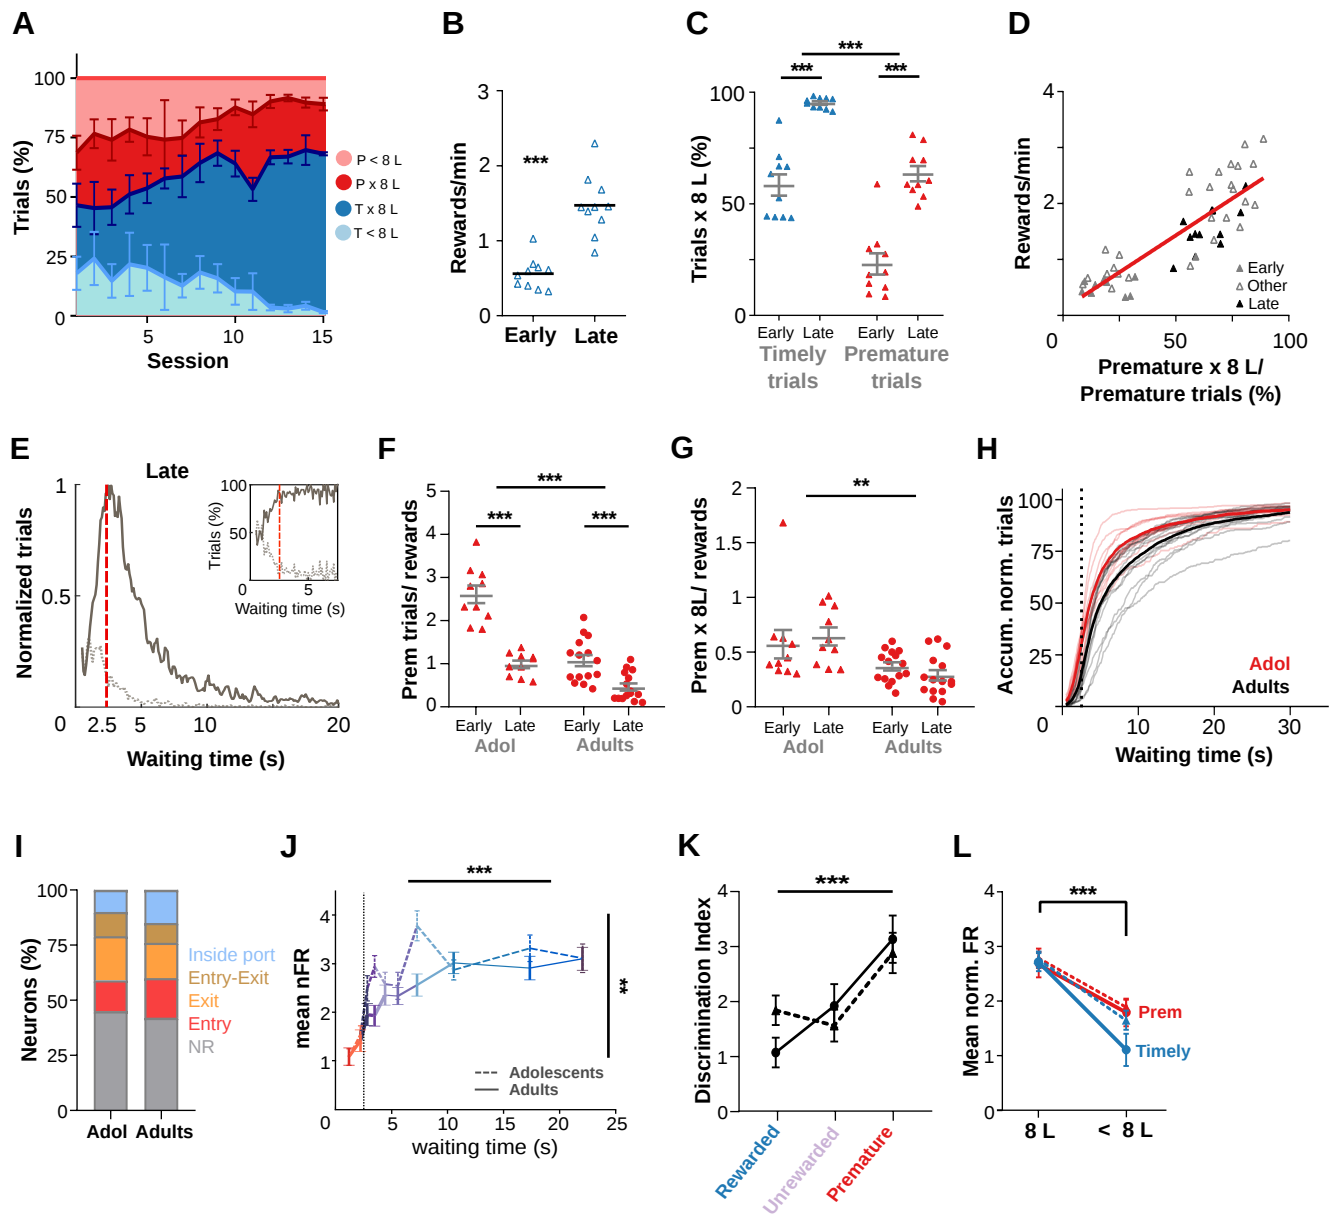 A
100
75
50
25
0
Trials (%)
5
10
15
Session
P < 8 L
P x 8 L
T x 8 L
T < 8 L
B
3
2
1
0
Rewards/min
***
Early
Late
C
***
***
***
100
50
0
Trials x 8 L (%)
Early
Late
Early
Late
Timely
trials
Premature
trials
D
4
2
Rewards/min
Early
Other
Late
0
50
100
Premature x 8 L/
Premature trials (%)
E
Late
1
0.5
Normalized trials
0
2.5
5
10
20
Waiting time (s)
100
50
0
Trials (%)
0
5
Waiting time (s)
F
***
***
***
5
4
3
2
1
0
Prem trials/ rewards
Early
Late
Early
Late
Adol
Adults
G
**
2
1.5
1
0.5
0
Prem x 8L/ rewards
Early
Late
Early
Late
Adol
Adults
H
100
75
50
25
0
Accum. norm. trials
Adol
Adults
10
20
30
Waiting time (s)
I
100
75
50
25
0
Neurons (%)
Adol
Adults
Inside port
Entry-Exit
Exit
Entry
NR
J
***
**
4
3
2
1
0
mean nFR
Adolescents
Adults
5
10
15
20
25
waiting time (s)
K
***
4
3
2
1
0
Discrimination Index
Rewarded
Unrewarded
Premature
L
***
4
3
2
1
0
Mean norm. FR
Prem
Timely
8 L
< 8 L